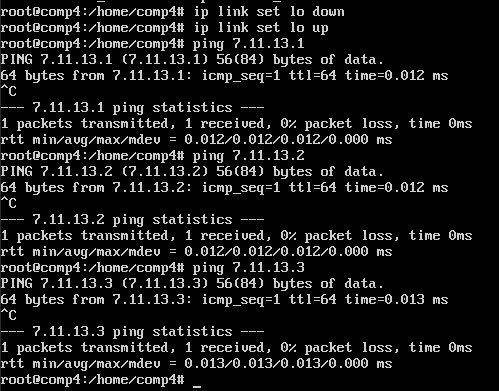 root@comp4:/home/comp4# ip link set lo down
root@comp4:/home/comp4# ip link set lo up
root@comp4:/home/comp4# ping 7.11.13.1
PING 7.11.13.1 (7.11.13.1) 56(84) bytes of data.
64 bytes from 7.11.13.1: icmp_seq=1 ttl=64 time=0.012 ms
^C
--- 7.11.13.1 ping statistics ---
1 packets transmitted, 1 received, 0% packet loss, time 0ms
rtt min/avg/max/mdev = 0.012/0.012/0.012/0.000 ms
root@comp4:/home/comp4# ping 7.11.13.2
PING 7.11.13.2 (7.11.13.2) 56(84) bytes of data.
64 bytes from 7.11.13.2: icmp_seq=1 ttl=64 time=0.012 ms
^C
--- 7.11.13.2 ping statistics ---
1 packets transmitted, 1 received, 0% packet loss, time 0ms
rtt min/avg/max/mdev = 0.012/0.012/0.012/0.000 ms
root@comp4:/home/comp4# ping 7.11.13.3
PING 7.11.13.3 (7.11.13.3) 56(84) bytes of data.
64 bytes from 7.11.13.3: icmp_seq=1 ttl=64 time=0.013 ms
^C
--- 7.11.13.3 ping statistics ---
1 packets transmitted, 1 received, 0% packet loss, time 0ms
rtt min/avg/max/mdev = 0.013/0.013/0.013/0.000 ms
root@comp4:/home/comp4# _